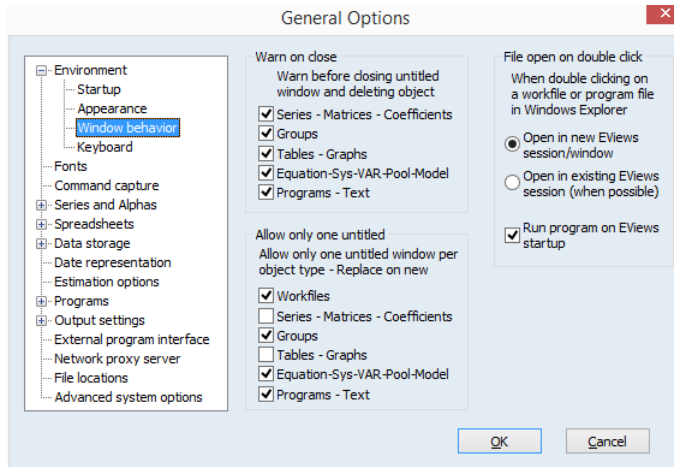 General Options
Environment
Startup
Appearance
Window behavior
Keyboard
Fonts
Command capture
Series and Alphas
Spreadsheets
Data storage
Date representation
Estimation options
Programs
Output settings
External program interface
Network proxy server
File locations
Advanced system options
Warn on close
Warn before closing untitled
window and deleting object
Series - Matrices - Coefficients
Groups
Tables - Graphs
Equation-Sys-VAR-Pool-Model
Programs - Text
Allow only one untitled
Allow only one untitled window per
object type - Replace on new
Workfiles
Series - Matrices - Coefficients
Groups
Tables - Graphs
Equation-Sys-VAR-Pool-Model
Programs - Text
File open on double click
When double clicking on
a workfile or program file
in Windows Explorer
Open in new EViews
session/window
Open in existing EViews
session (when possible)
Run program on EViews
startup
OK
Cancel